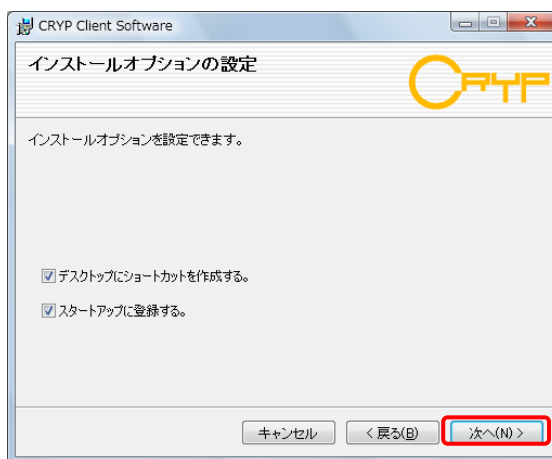 CRYP Client Software
インストールオプションの設定
CRYP
インストールオプションを設定できます。
デスクトップにショートカットを作成する。
スタートアップに登録する。
キャンセル
< 戻る(B)
次へ(N) >